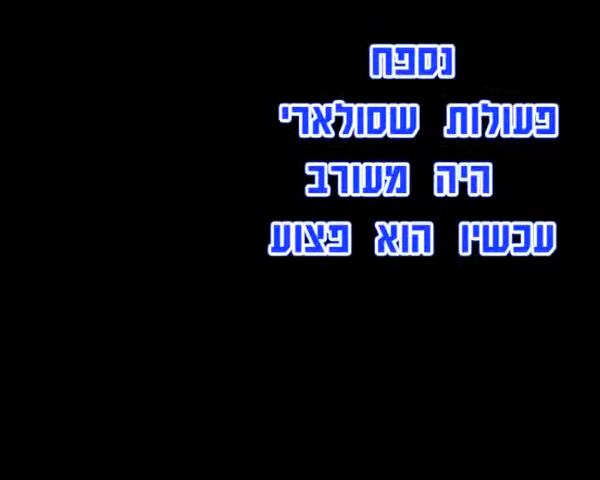 נספח
פעולות שסולארי
היה מעורב
עכשיו הוא פצוע